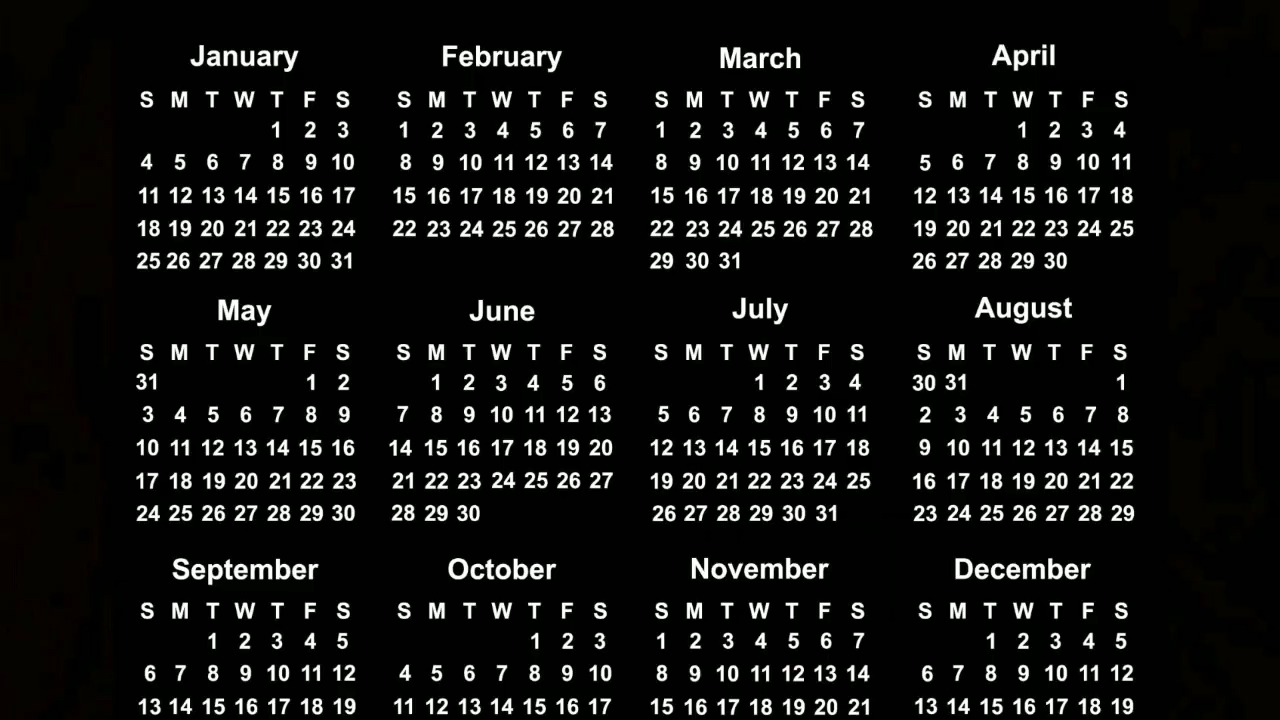 January
S M T W T F S
1 2 3
4 5 6 7 8 9 10
11 12 13 14 15 16 17
18 19 20 21 22 23 24
25 26 27 28 29 30 31
February
S M T W T F S
1 2 3 4 5 6 7
8 9 10 11 12 13 14
15 16 17 18 19 20 21
22 23 24 25 26 27 28
March
S M T W T F S
1 2 3 4 5 6 7
8 9 10 11 12 13 14
15 16 17 18 19 20 21
22 23 24 25 26 27 28
29 30 31
April
S M T W T F S
1 2 3 4
5 6 7 8 9 10 11
12 13 14 15 16 17 18
19 20 21 22 23 24 25
26 27 28 29 30
May
S M T W T F S
31 1 2
3 4 5 6 7 8 9
10 11 12 13 14 15 16
17 18 19 20 21 22 23
24 25 26 27 28 29 30
June
S M T W T F S
1 2 3 4 5 6
7 8 9 10 11 12 13
14 15 16 17 18 19 20
21 22 23 24 25 26 27
28 29 30
July
S M T W T F S
1 2 3 4
5 6 7 8 9 10 11
12 13 14 15 16 17 18
19 20 21 22 23 24 25
26 27 28 29 30 31
August
S M T W T F S
30 31 1
2 3 4 5 6 7 8
9 10 11 12 13 14 15
16 17 18 19 20 21 22
23 24 25 26 27 28 29
September
S M T W T F S
1 2 3 4 5
6 7 8 9 10 11 12
13 14 15 16 17 18 19
October
S M T W T F S
1 2 3
4 5 6 7 8 9 10
11 12 13 14 15 16 17
November
S M T W T F S
1 2 3 4 5 6 7
8 9 10 11 12 13 14
15 16 17 18 19 20 21
December
S M T W T F S
1 2 3 4 5
6 7 8 9 10 11 12
13 14 15 16 17 18 19